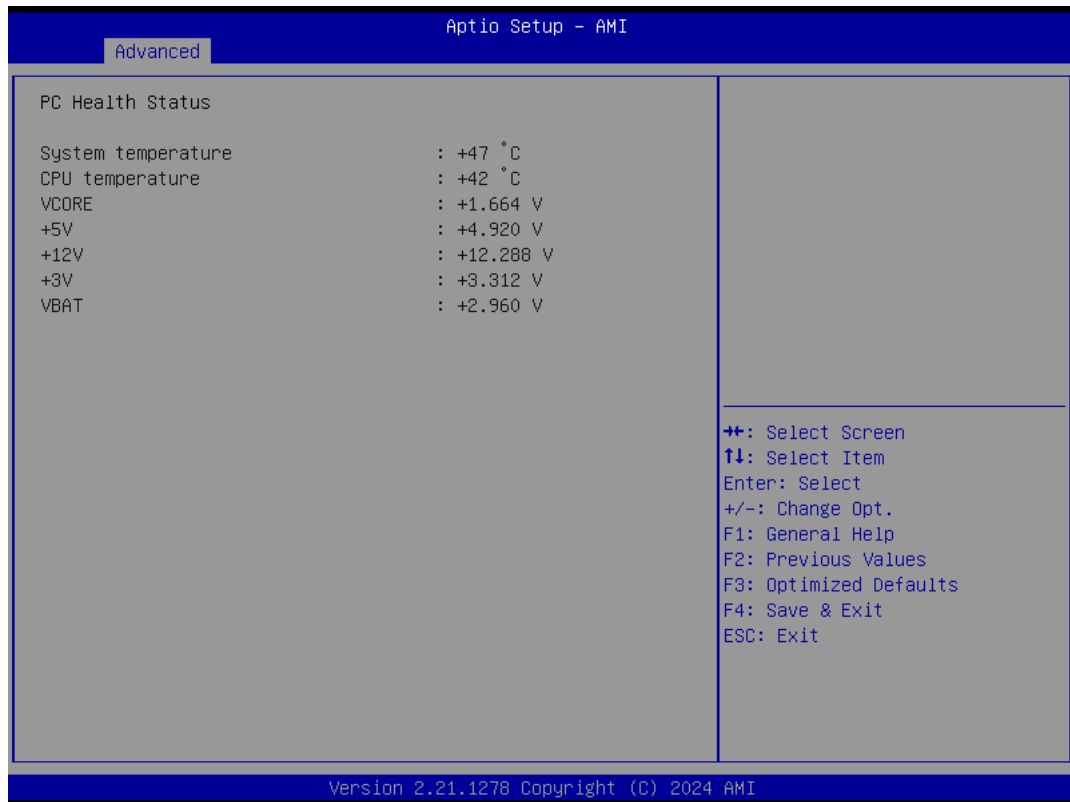 Aptio Setup – AMI
Advanced
PC Health Status
System temperature : +47 °C
CPU temperature : +42 °C
VCORE : +1.664 V
+5V : +4.920 V
+12V : +12.288 V
+3V : +3.312 V
VBAT : +2.960 V
→←: Select Screen
↑↓: Select Item
Enter: Select
+/-: Change Opt.
F1: General Help
F2: Previous Values
F3: Optimized Defaults
F4: Save & Exit
ESC: Exit
Version 2.21.1278 Copyright (C) 2024 AMI